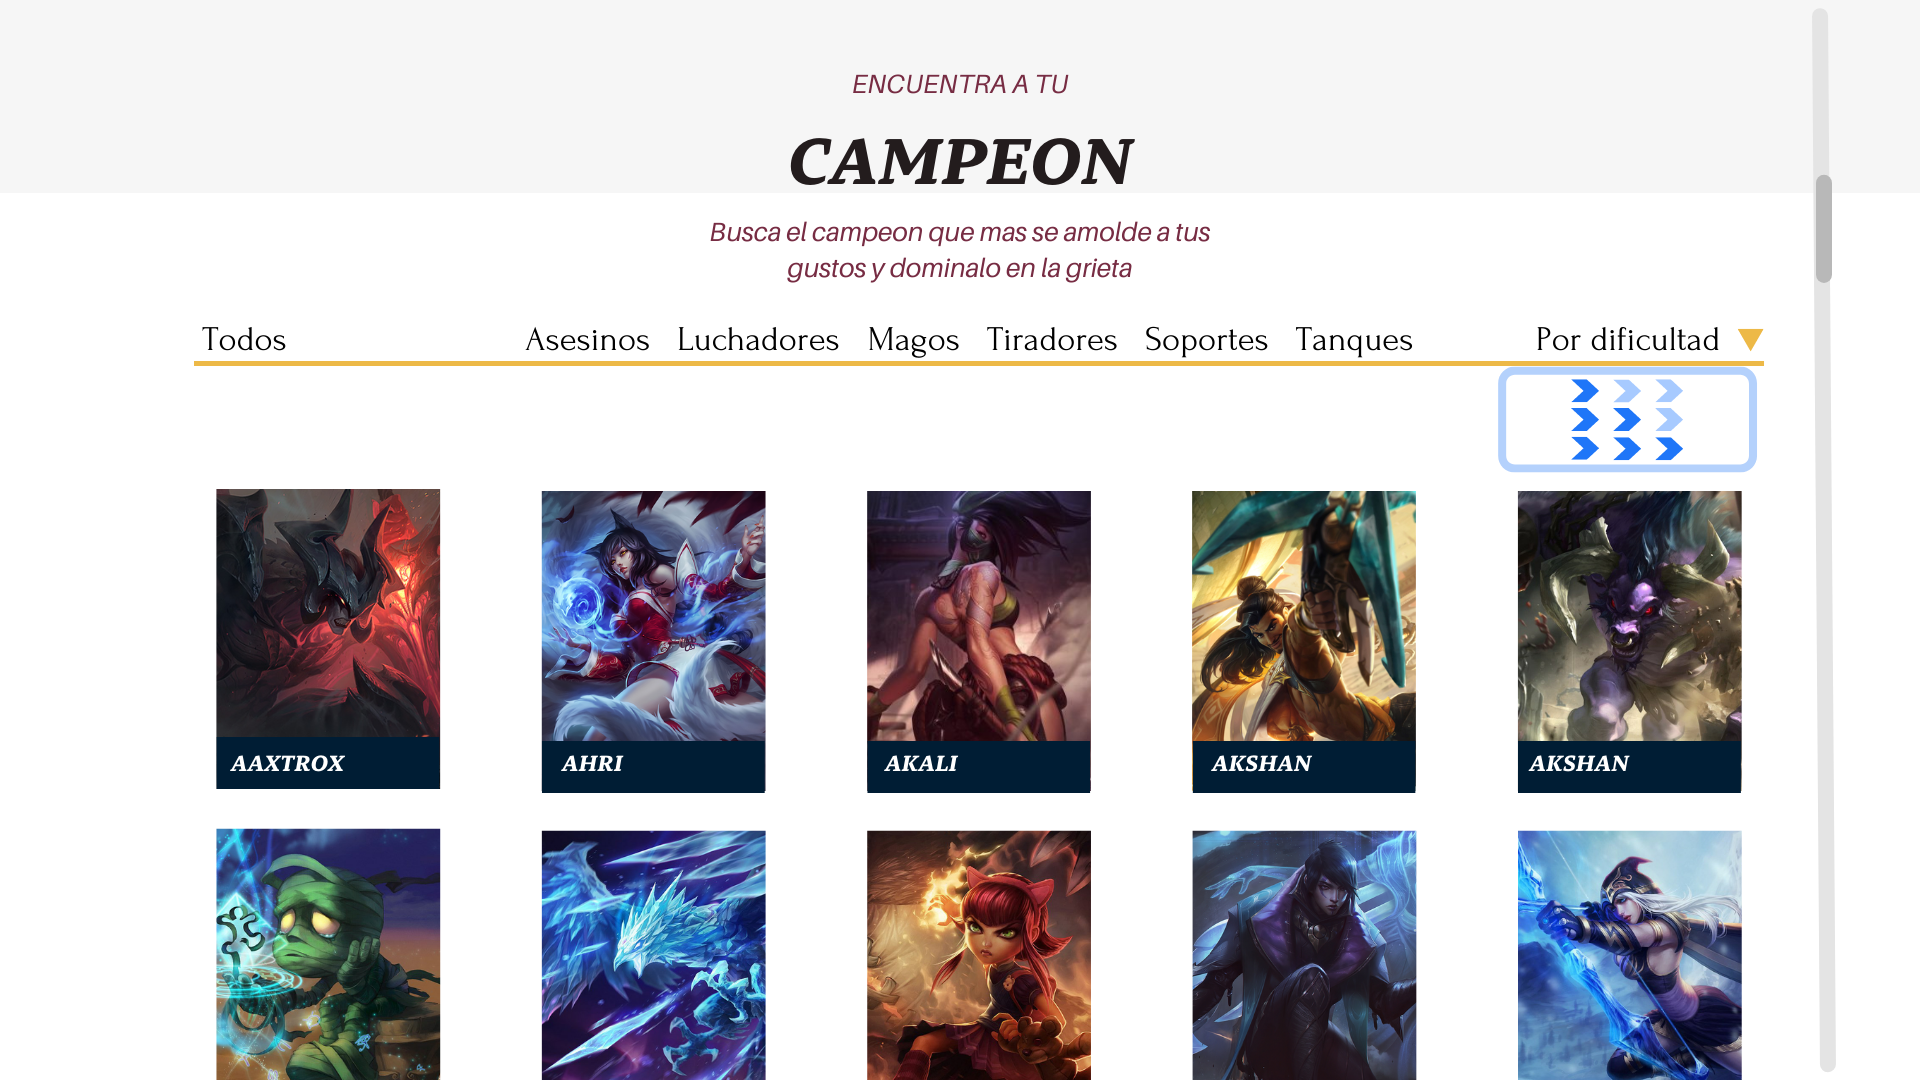 ENCUENTRA A TU
CAMPEON
Busca el campeon que mas se amolde a tus
gustos y dominalo en la grieta
Todos Asesinos Luchadores Magos Tiradores Soportes Tanques Por dificultad
AAXTROX AHRI AKALI AKSHAN AKSHAN